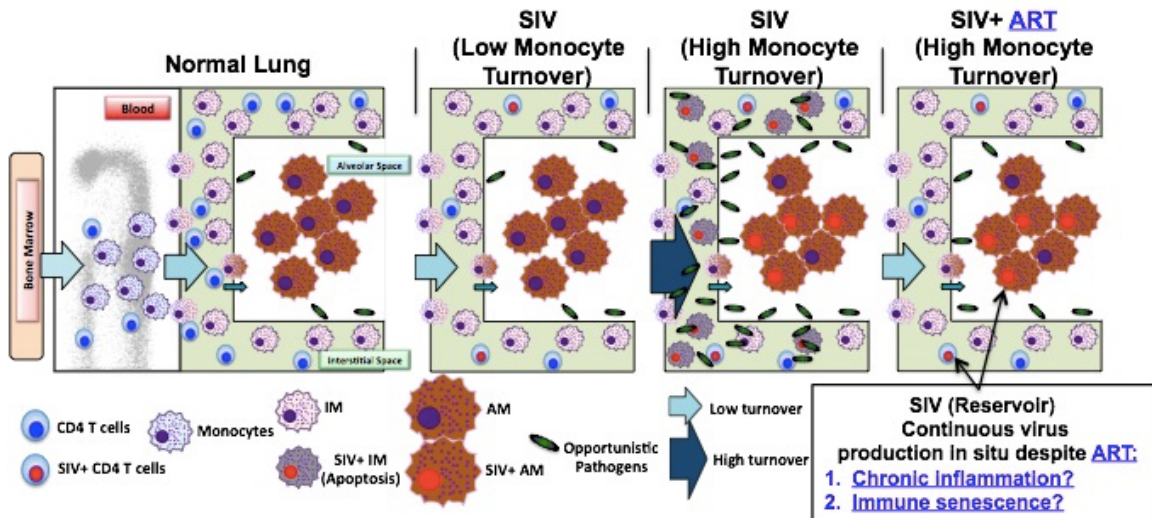 Normal Lung
SIV
(Low Monocyte
Turnover)
SIV
(High Monocyte
Turnover)
SIV+ ART
(High Monocyte
Turnover)
Bone Marrow
Blood
Alveolar Space
Interstitial Space
CD4 T cells
SIV+ CD4 T cells
Monocytes
IM
SIV+ IM
(Apoptosis)
AM
SIV+ AM
Opportunistic
Pathogens
Low turnover
High turnover
SIV (Reservoir)
Continuous virus
production in situ despite ART:
1. Chronic inflammation?
2. Immune senescence?